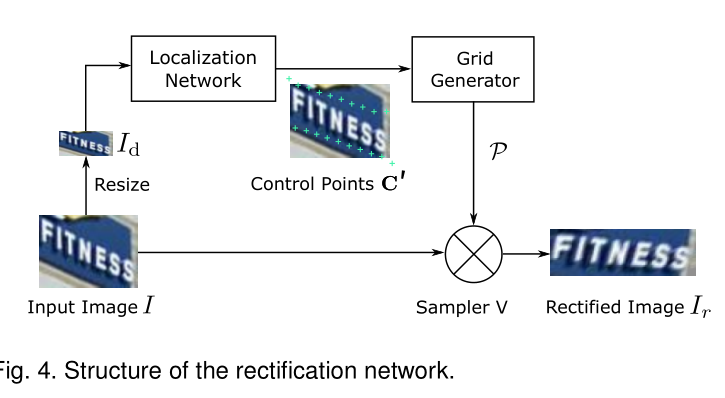 Localization
Network
Grid
Generator
FITNESS
I_d
FITNESS
𝒫
Resize
Control Points C'
FITNESS
FITNESS
Input Image I
Sampler V
Rectified Image I_r
Fig. 4. Structure of the rectification network.